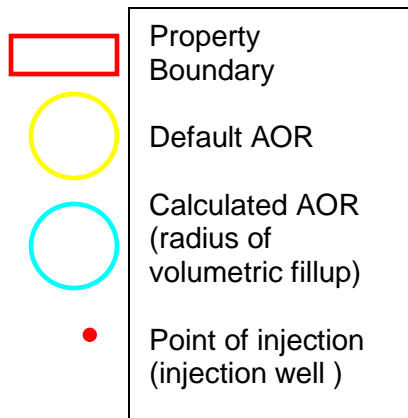 Property
Boundary
Default AOR
Calculated AOR
(radius of
volumetric fillup)
Point of injection
(injection well )